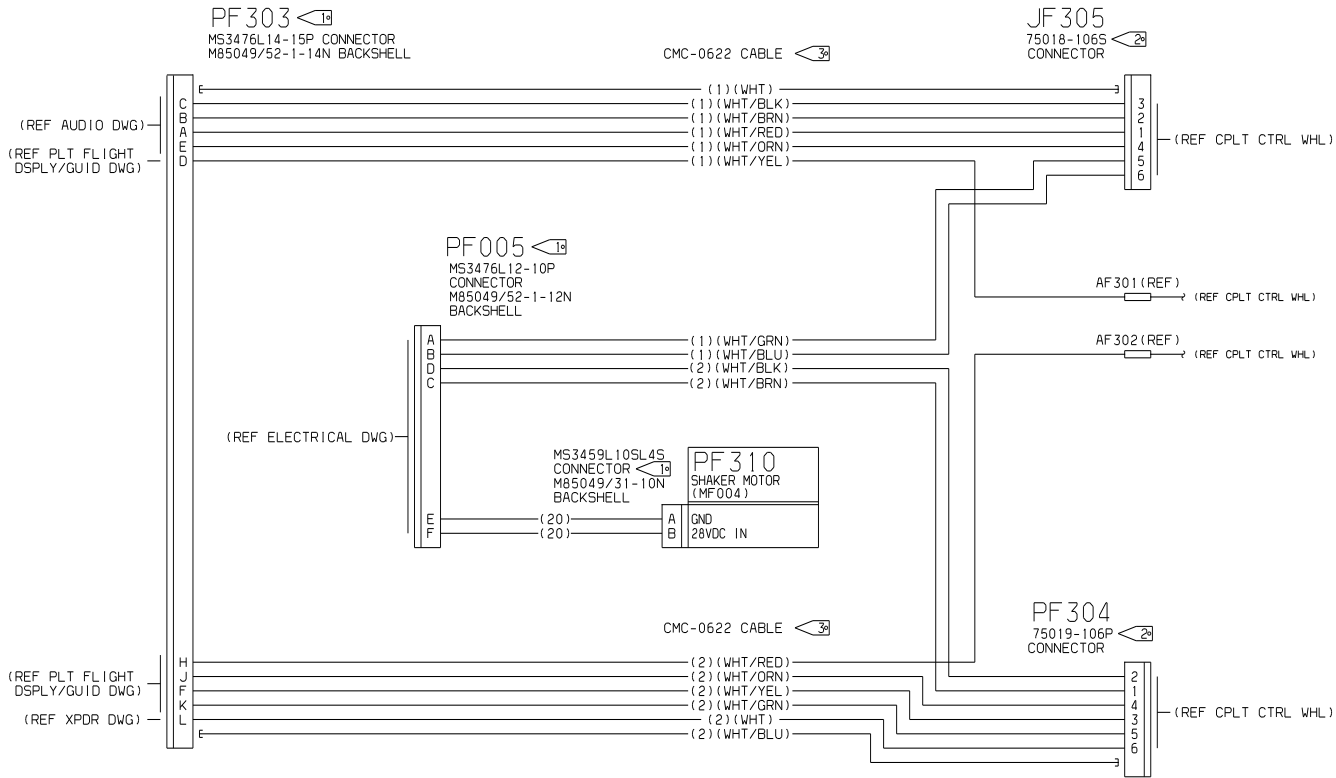 PF303 1
MS3476L14-15P CONNECTOR
M85049/52-1-14N BACKSHELL
CMC-0622 CABLE 3
JF305
75018-106S 2
CONNECTOR
(1)(WHT)
C (1)(WHT/BLK) 3
B (1)(WHT/BRN) 2
(REF AUDIO DWG)
A (1)(WHT/RED) 1
(REF CPLT CTRL WHL)
E (1)(WHT/ORN) 4
(REF PLT FLIGHT
DSPLY/GUID DWG)
D (1)(WHT/YEL) 5
6
PF005 1
MS3476L12-10P
CONNECTOR
M85049/52-1-12N
BACKSHELL
AF301(REF)
(REF CPLT CTRL WHL)
A (1)(WHT/GRN)
AF302(REF)
B (1)(WHT/BLU)
(REF CPLT CTRL WHL)
D (2)(WHT/BLK)
C (2)(WHT/BRN)
(REF ELECTRICAL DWG)
MS3459L10SL4S
CONNECTOR 1
M85049/31-10N
BACKSHELL
PF310
SHAKER MOTOR
(MF004)
E (20) A GND
F (20) B 28VDC IN
PF304
75019-106P 2
CONNECTOR
CMC-0622 CABLE 3
H (2)(WHT/RED)
(REF PLT FLIGHT
DSPLY/GUID DWG)
J (2)(WHT/ORN) 2
F (2)(WHT/YEL) 1
K (2)(WHT/GRN) 4
(REF XPDR DWG)
L (2)(WHT) 3
(REF CPLT CTRL WHL)
(2)(WHT/BLU) 5
6